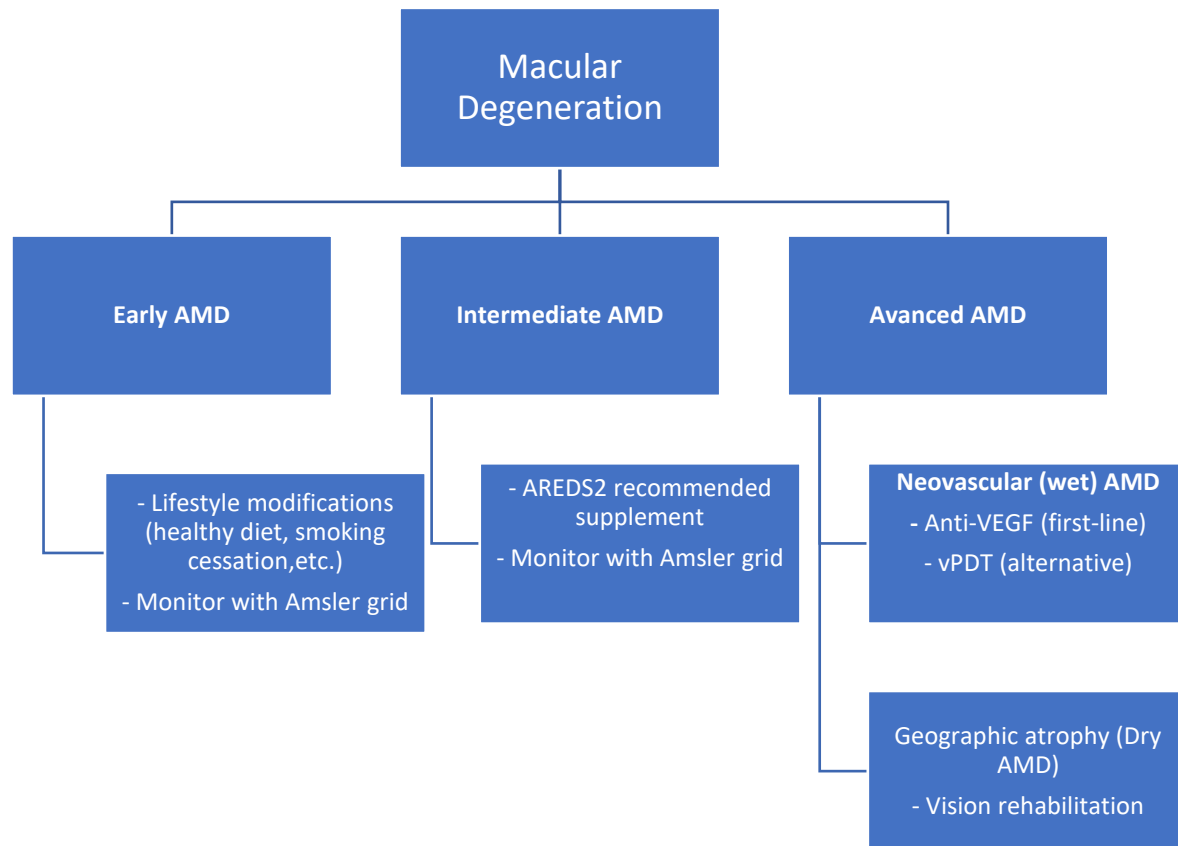 Macular
Degeneration
Early AMD
- Lifestyle modifications
(healthy diet, smoking
cessation,etc.)
- Monitor with Amsler grid
Intermediate AMD
- AREDS2 recommended
supplement
- Monitor with Amsler grid
Avanced AMD
Neovascular (wet) AMD
- Anti-VEGF (first-line)
- vPDT (alternative)
Geographic atrophy (Dry
AMD)
- Vision rehabilitation